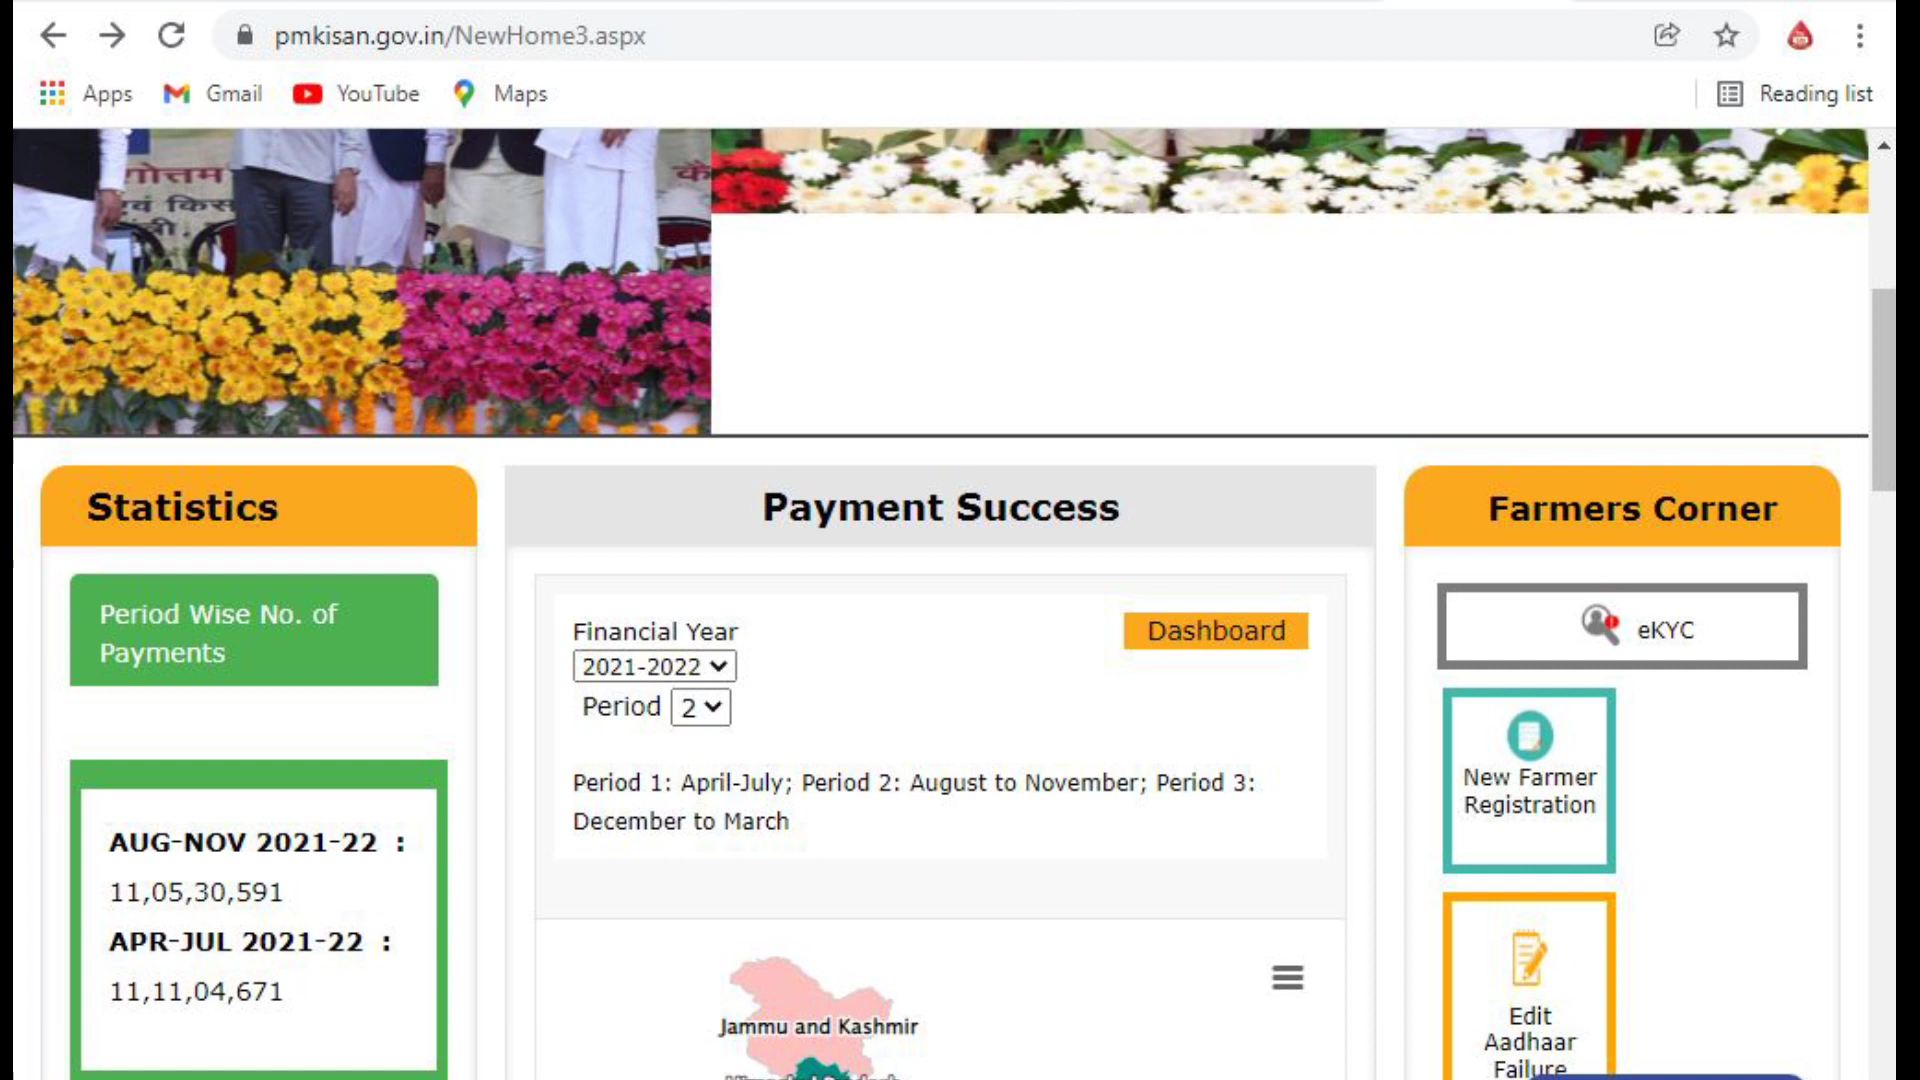 pmkisan.gov.in/NewHome3.aspx
Apps Gmail YouTube Maps Reading list
गोत्तम
एवं किस
Statistics
Period Wise No. of
Payments
AUG-NOV 2021-22 :
11,05,30,591
APR-JUL 2021-22 :
11,11,04,671
Payment Success
Financial Year
2021-2022
Period 2
Dashboard
Period 1: April-July; Period 2: August to November; Period 3:
December to March
Jammu and Kashmir
Farmers Corner
eKYC
New Farmer
Registration
Edit
Aadhaar
Failure